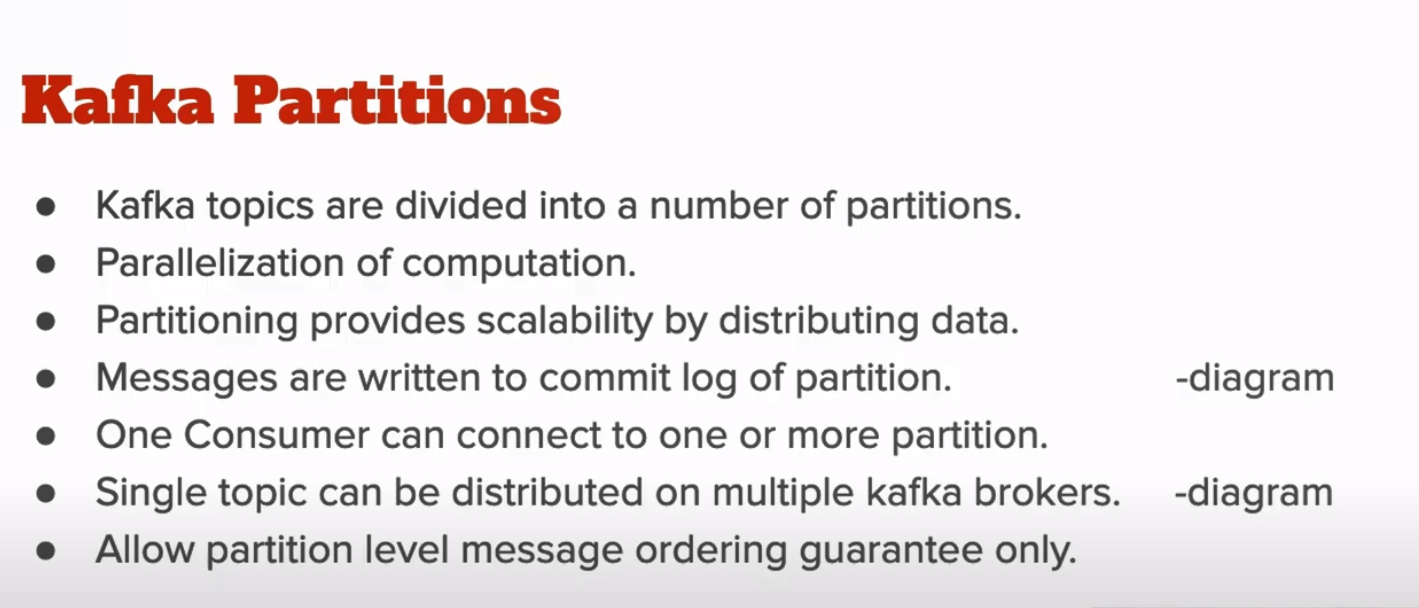 Kafka Partitions
● Kafka topics are divided into a number of partitions.
● Parallelization of computation.
● Partitioning provides scalability by distributing data.
● Messages are written to commit log of partition. -diagram
● One Consumer can connect to one or more partition.
● Single topic can be distributed on multiple kafka brokers. -diagram
● Allow partition level message ordering guarantee only.